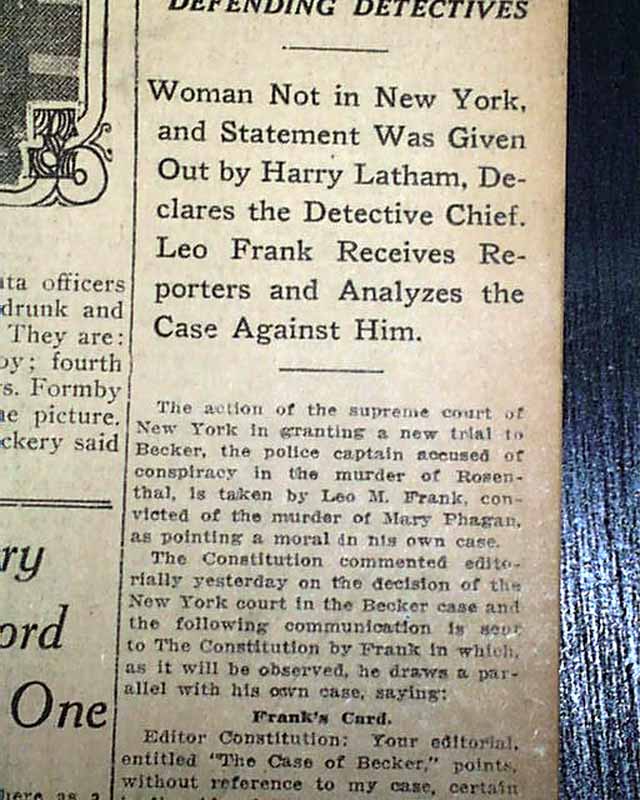 DEFENDING DETECTIVES
Woman Not in New York,
and Statement Was Given
Out by Harry Latham, De-
clares the Detective Chief.
Leo Frank Receives Re-
porters and Analyzes the
Case Against Him.
The action of the supreme court of
New York in granting a new trial to
Becker, the police captain accused of
conspiracy in the murder of Rosen-
thal, is taken by Leo M. Frank, con-
victed of the murder of Mary Phagan,
as pointing a moral in his own case.
The Constitution commented edito-
rially yesterday on the decision of the
New York court in the Becker case and
the following communication is sent
to The Constitution by Frank in which,
as it will be observed, he draws a par-
allel with his own case, saying:
Frank's Card.
Editor Constitution: Your editorial,
entitled "The Case of Becker," points,
without reference to my case, certain
officers
drunk and
They are:
fourth
Formby
picture.
said
One